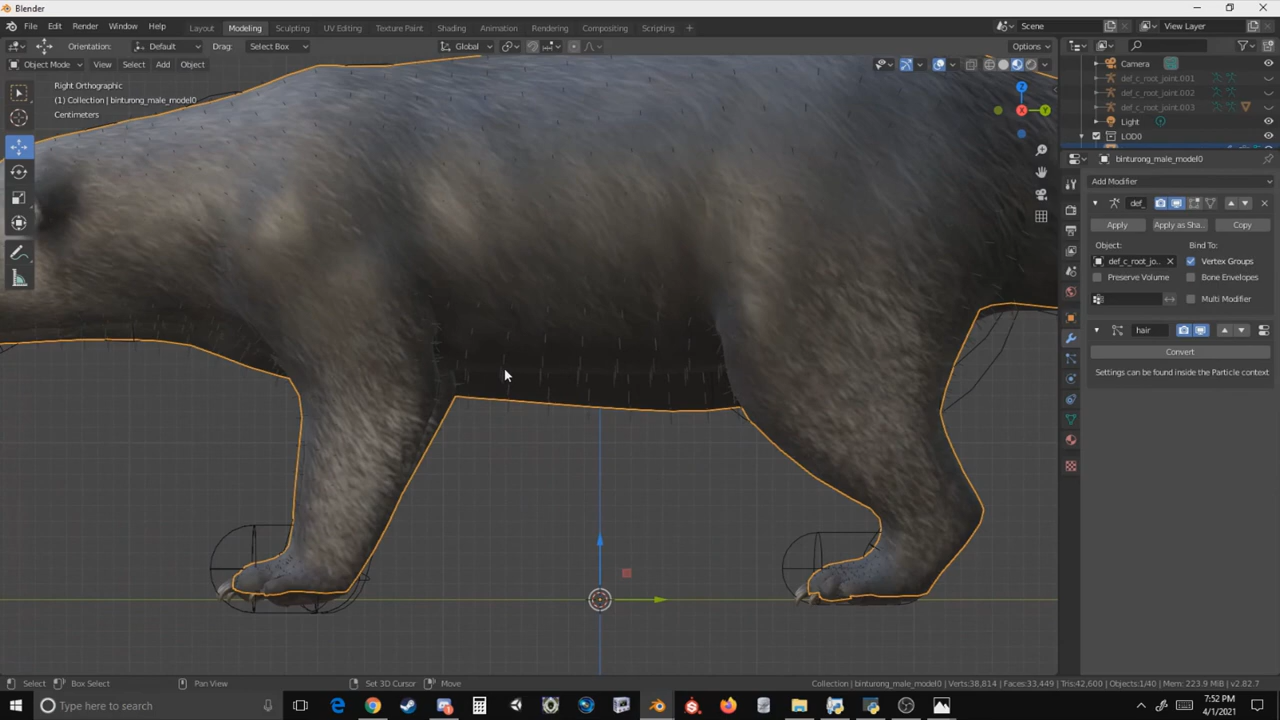 Blender
File Edit Render Window Help
Layout Modeling Sculpting UV Editing Texture Paint Shading Animation Rendering Compositing Scripting
Scene
View Layer
Orientation: Default Drag: Select Box
Global
Options
Object Mode View Select Add Object
Right Orthographic
(1) Collection | binturong_male_model0
Centimeters
Camera
def_c_root_joint.001
def_c_root_joint.002
def_c_root_joint.003
Light
LOD0
binturong_male_model0
Add Modifier
def_
Apply Apply as Sha... Copy
Object: Bind To:
def_c_root_jo... Vertex Groups
Preserve Volume Bone Envelopes
Multi Modifier
hair
Convert
Settings can be found inside the Particle context
Z
X
Y
Select Box Select Pan View Set 3D Cursor Move
Collection | binturong_male_model0 | Verts:38,814 | Faces:33,449 | Tris:42,600 | Objects:1/40 | Mem: 223.9 MiB | v2.82.7
Type here to search
7:52 PM
4/1/2021